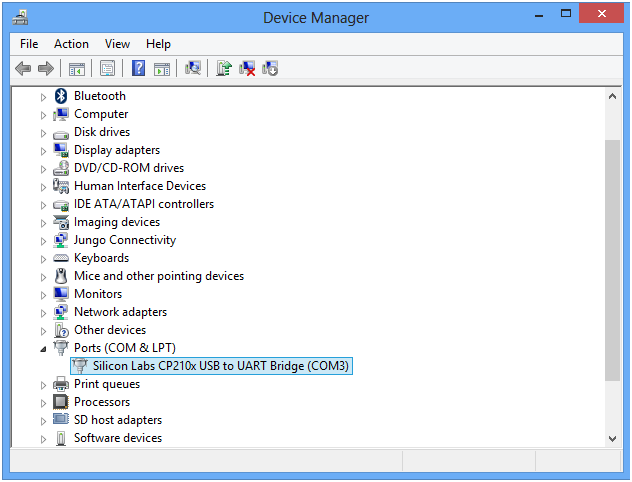 Device Manager
File Action View Help
Bluetooth
Computer
Disk drives
Display adapters
DVD/CD-ROM drives
Human Interface Devices
IDE ATA/ATAPI controllers
Imaging devices
Jungo Connectivity
Keyboards
Mice and other pointing devices
Monitors
Network adapters
Other devices
Ports (COM & LPT)
Silicon Labs CP210x USB to UART Bridge (COM3)
Print queues
Processors
SD host adapters
Software devices